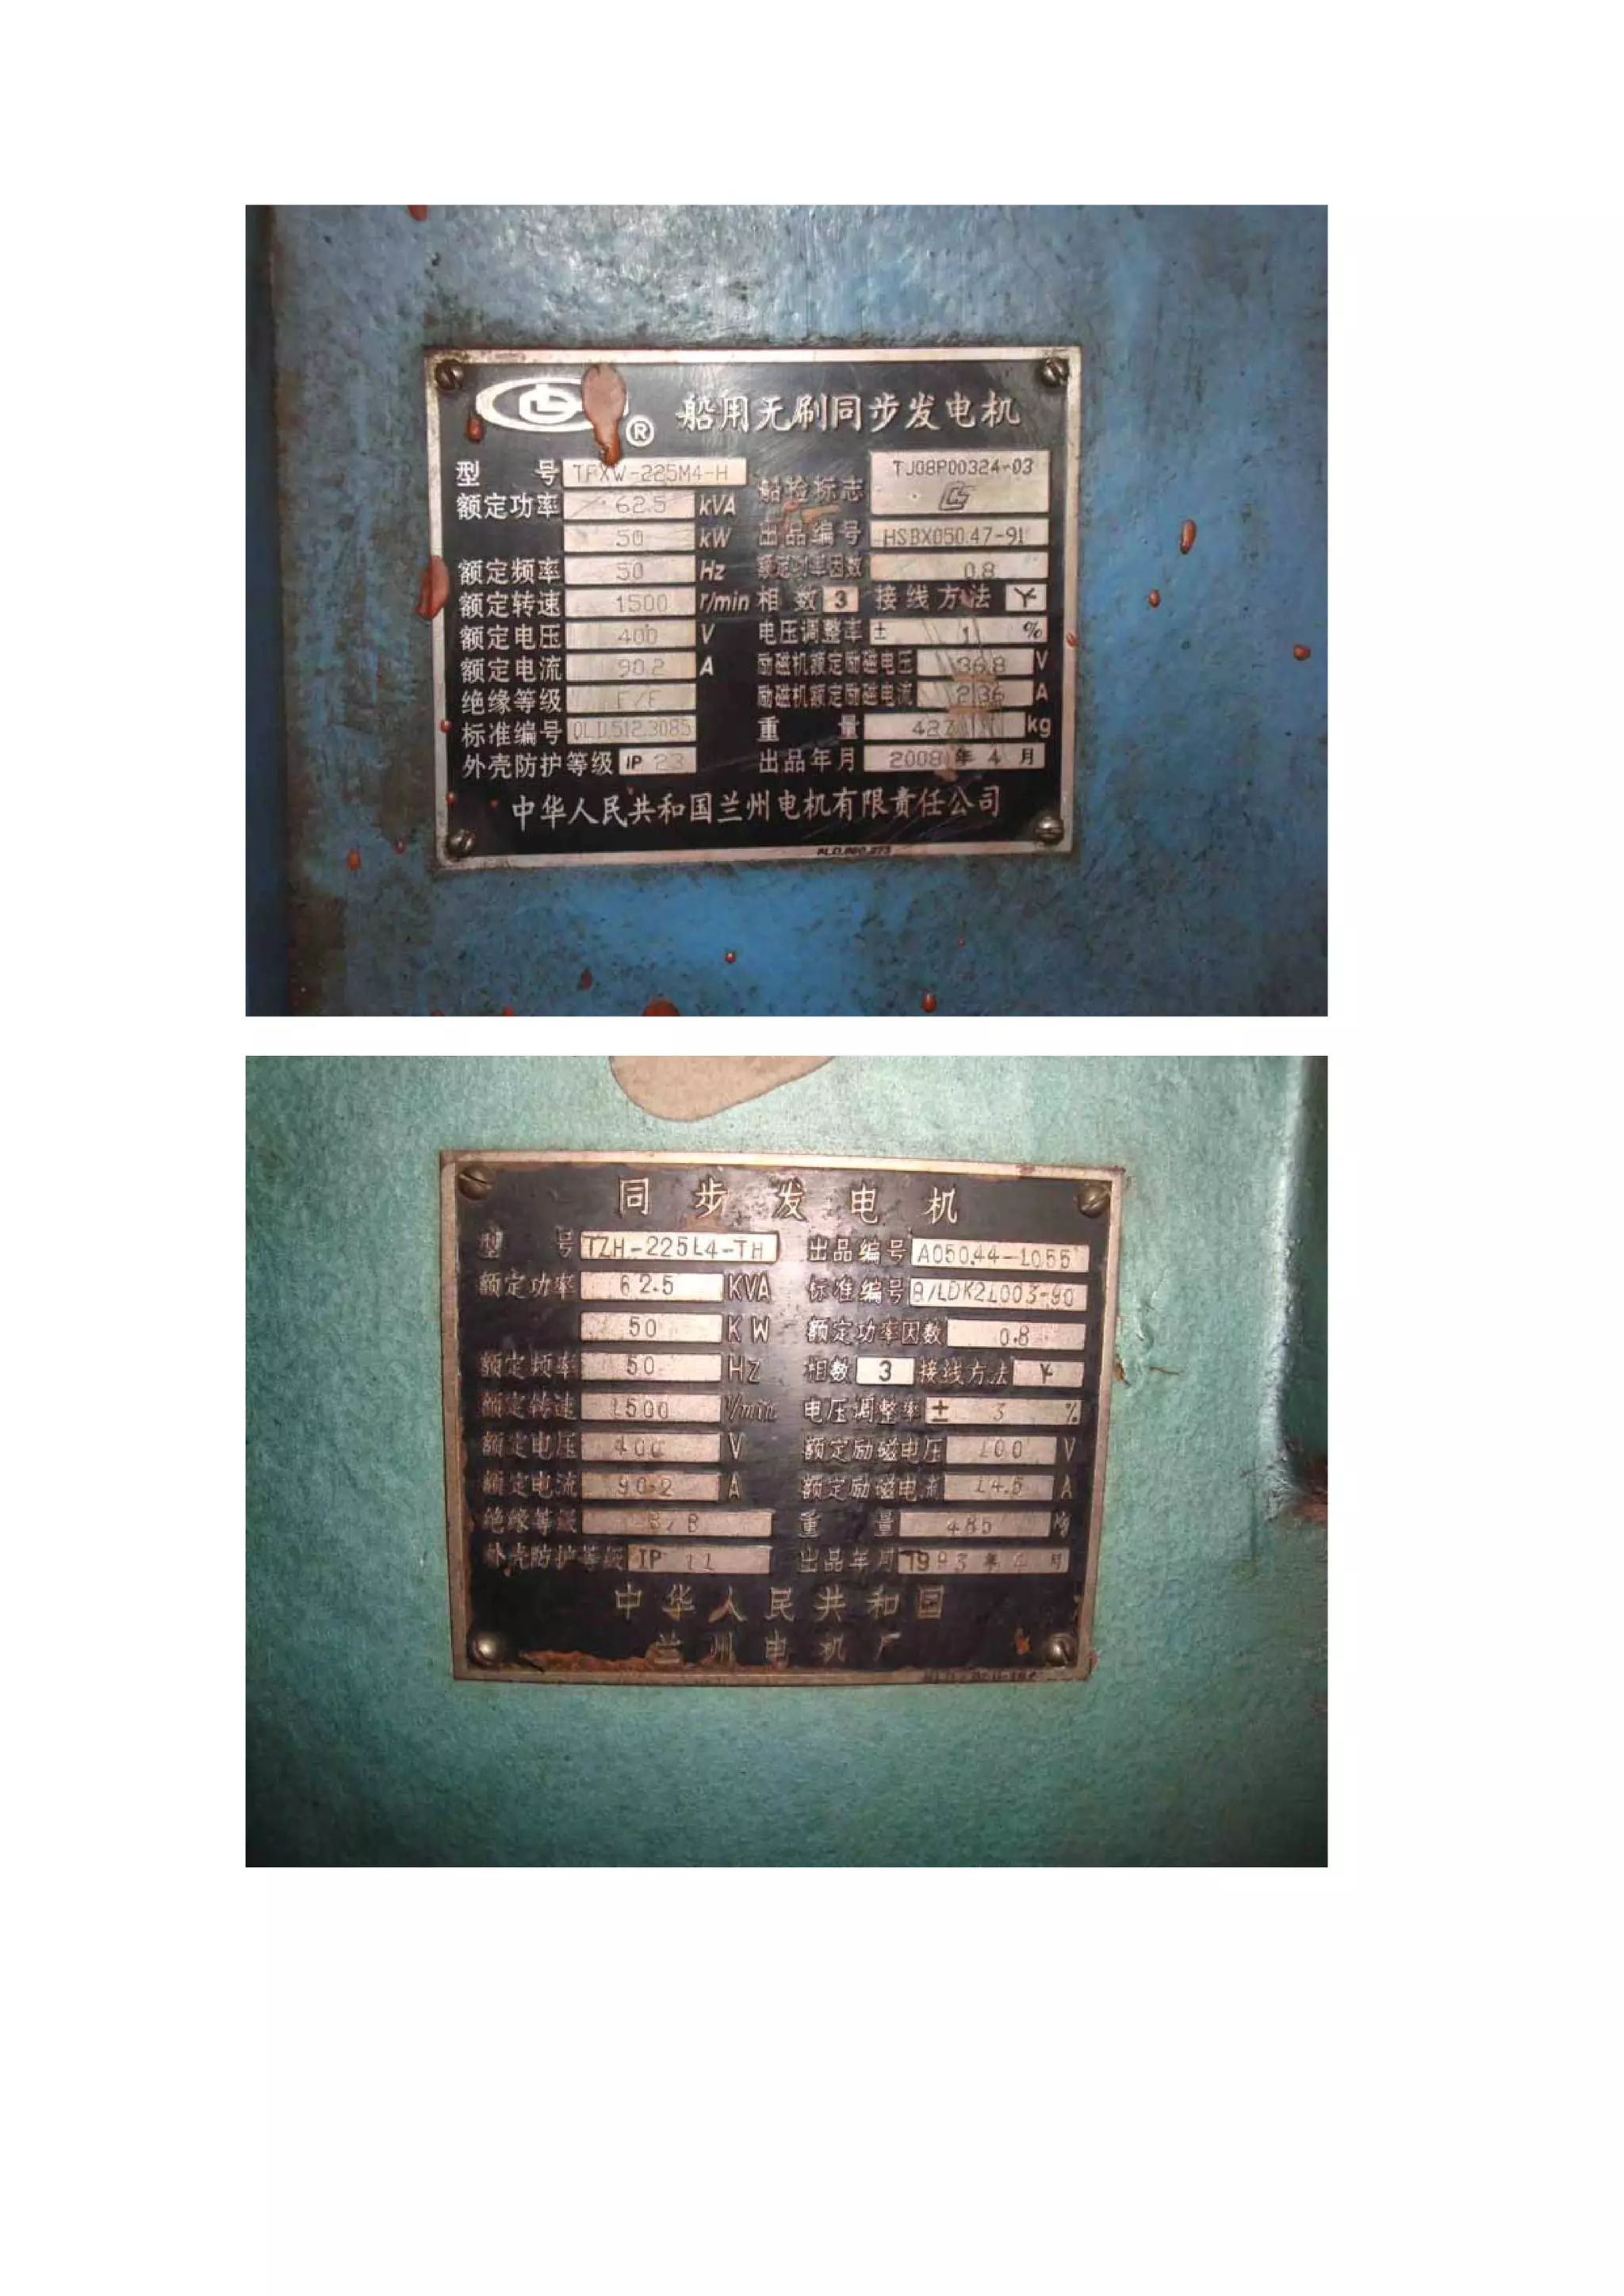 ® 船用无刷同步发电机
型 号 TFXW-225M4-H 船检标志 TJ08P00324-03
额定功率 62.5 kVA
50 kW 出品编号 HSBX050.47-91
额定频率 50 Hz 额定功率因数 0.8
额定转速 1500 r/min 相数 3 接线方法 Y
额定电压 400 V 电压调整率 ± 1 %
额定电流 90.2 A 励磁机额定励磁电压 36.8 V
绝缘等级 F/F 励磁机额定励磁电流 2.36 A
标准编号 0LD.512.3085 重 量 kg
外壳防护等级 IP 23 出品年月 2008 年 4 月
中华人民共和国兰州电机有限责任公司
同步发电机
型 号 TZH-225L4-TH 出品编号 A05044-1055
额定功率 62.5 KVA 标准编号 B/LDK21003-90
50 KW 额定功率因数 0.8
额定频率 50 Hz 相数 3 接线方法 Y
额定转速 1500 r/min 电压调整率 ± 3 %
额定电压 400 V 额定励磁电压 100 V
额定电流 90.2 A 额定励磁电流 14.5 A
绝缘等级 B/B 重 量 485 kg
外壳防护等级 IP 11 出品年月 1993 年 月
中华人民共和国
兰州电机厂